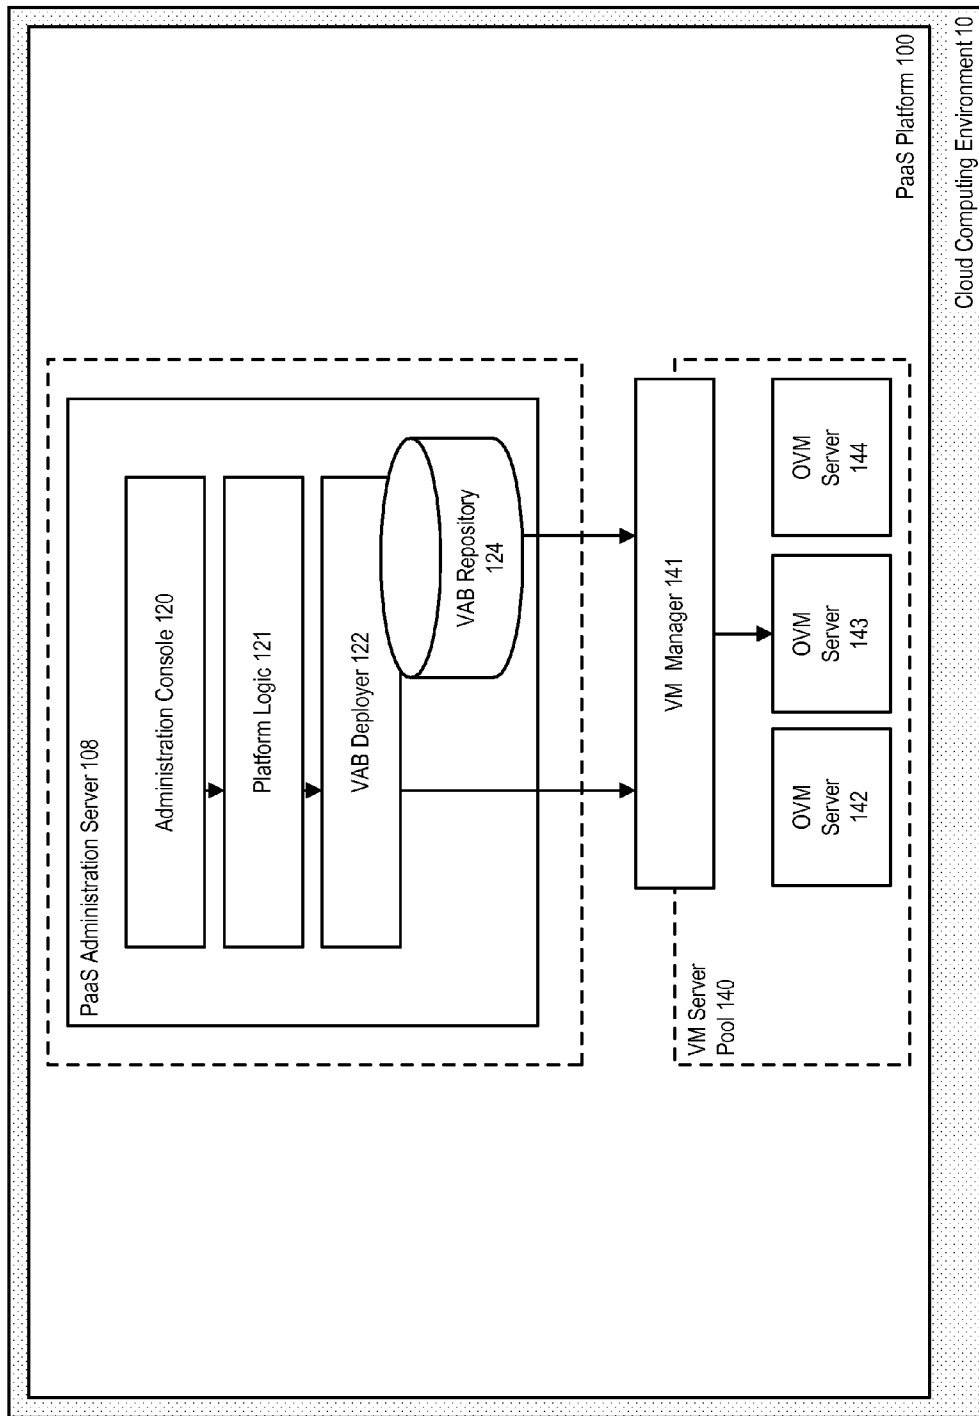 PaaS Administration Server 108
Administration Console 120
Platform Logic 121
VAB Deployer 122
VAB Repository
124
VM Manager 141
VM Server
Pool 140
OVM
Server
142
OVM
Server
143
OVM
Server
144
PaaS Platform 100
Cloud Computing Environment 10